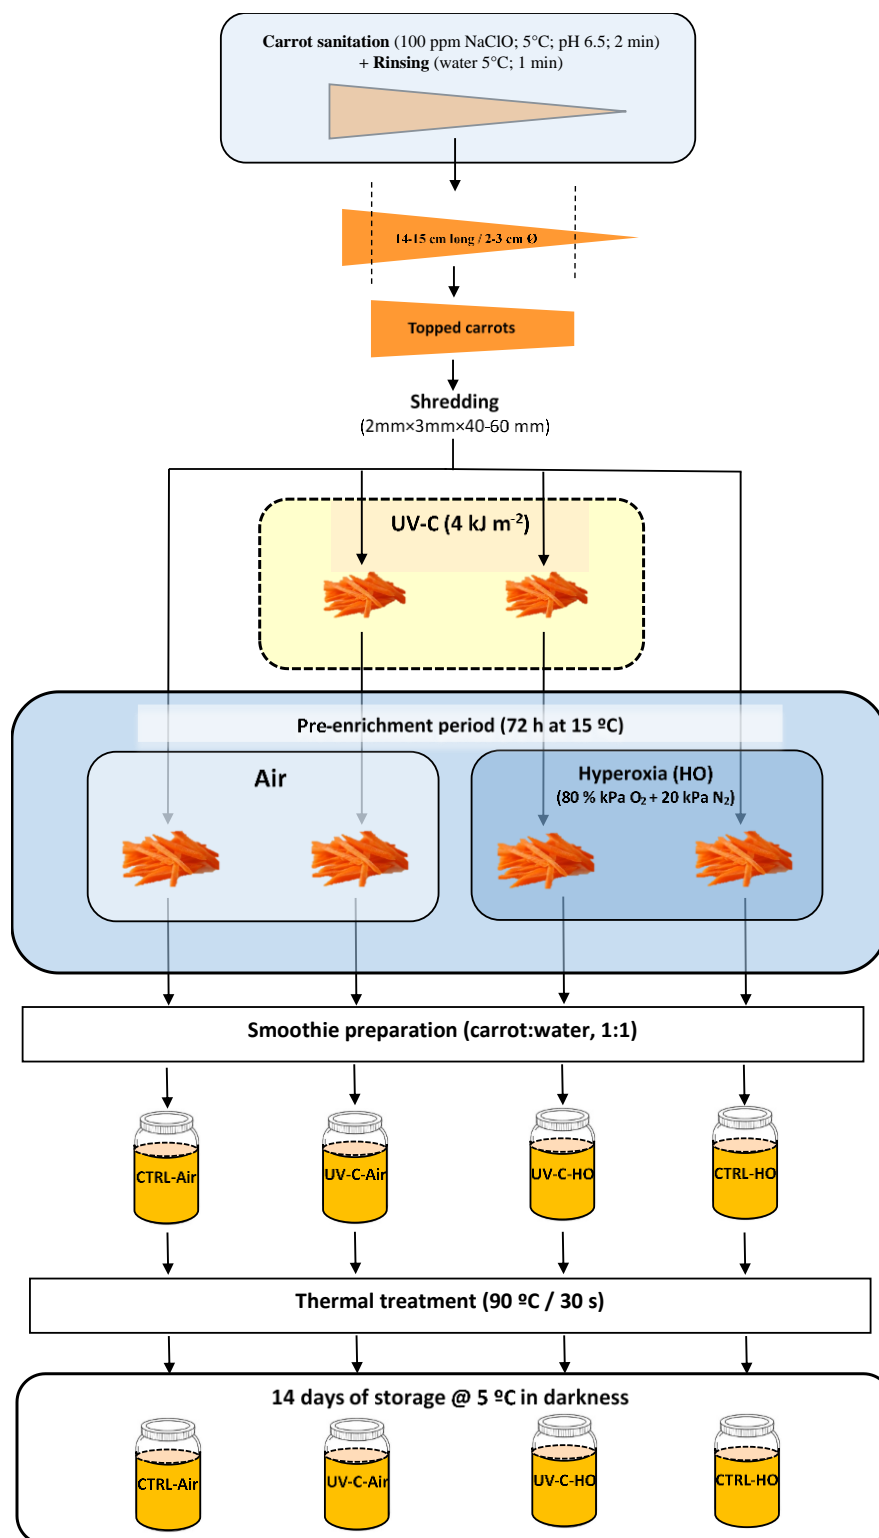 Carrot sanitation (100 ppm NaClO; 5°C; pH 6.5; 2 min)
+ Rinsing (water 5°C; 1 min)
14-15 cm long / 2-3 cm Ø
Topped carrots
Shredding
(2mm×3mm×40-60 mm)
UV-C (4 kJ m⁻²)
Pre-enrichment period (72 h at 15 ºC)
Air
Hyperoxia (HO)
(80 % kPa O₂ + 20 kPa N₂)
Smoothie preparation (carrot:water, 1:1)
CTRL-Air
UV-C-Air
UV-C-HO
CTRL-HO
Thermal treatment (90 ºC / 30 s)
14 days of storage @ 5 ºC in darkness
CTRL-Air
UV-C-Air
UV-C-HO
CTRL-HO